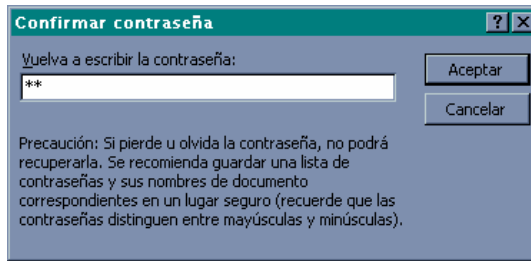 Confirmar contraseña
Vuelva a escribir la contraseña:
**
Aceptar
Cancelar
Precaución: Si pierde u olvida la contraseña, no podrá
recuperarla. Se recomienda guardar una lista de
contraseñas y sus nombres de documento
correspondientes en un lugar seguro (recuerde que las
contraseñas distinguen entre mayúsculas y minúsculas).